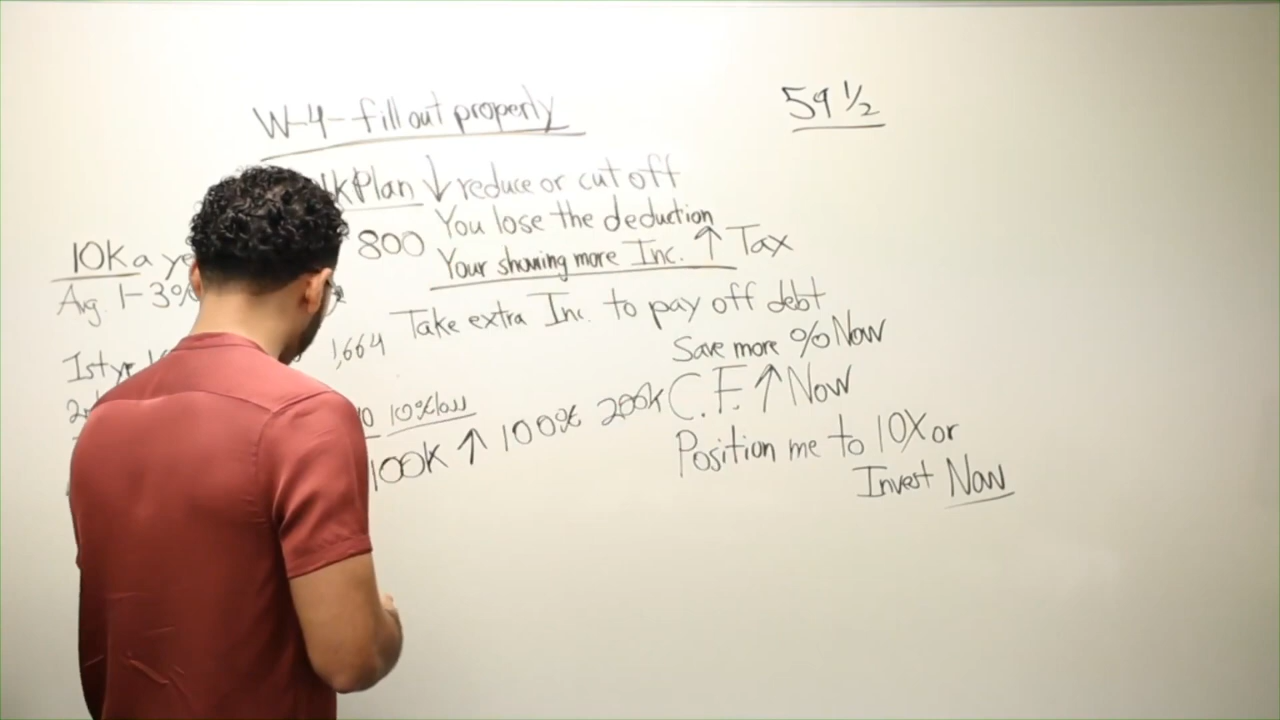 W-4 - fill out properly
59 ½
kPlan ↓ reduce or cut off
You lose the deduction
10K a ye 800
Your showing more Inc. ↑ Tax
Avg. 1-3%
Take extra Inc. to pay off debt
1st yr 1,664
Save more % Now
10% loss
100K ↑ 100% 200K C.F. ↑ Now
Position me to 10X or
Invest Now